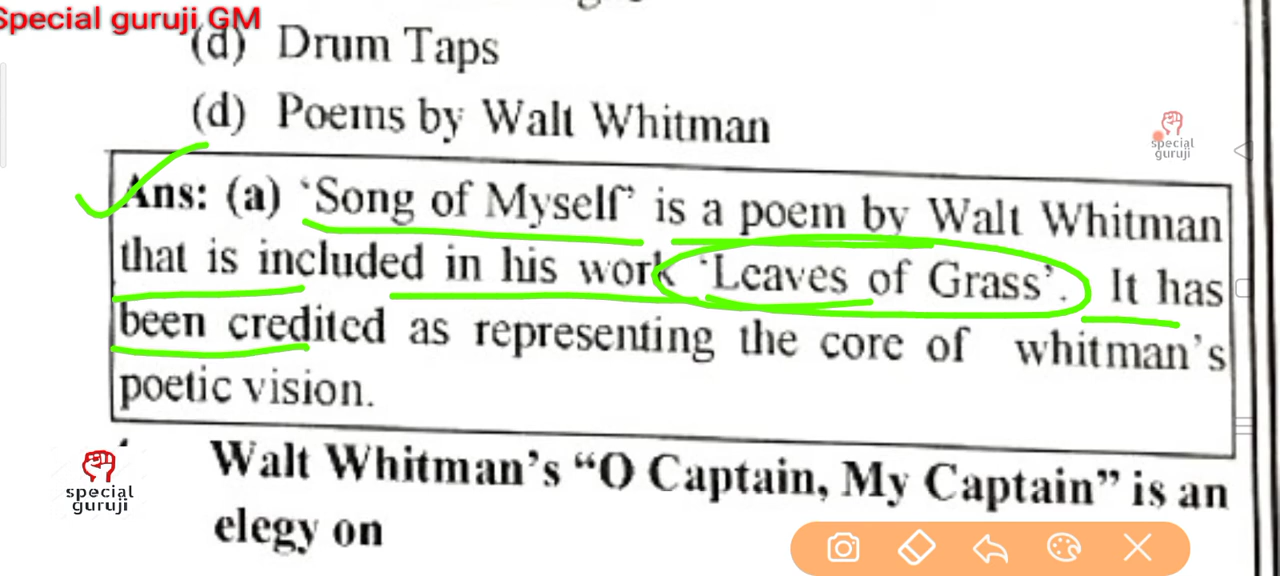 Special guruji GM
(d) Drum Taps
(d) Poems by Walt Whitman
special
guruji
Ans: (a) ‘Song of Myself’ is a poem by Walt Whitman
that is included in his work ‘Leaves of Grass’. It has
been credited as representing the core of whitman’s
poetic vision.
Walt Whitman’s “O Captain, My Captain” is an
elegy on
special
guruji